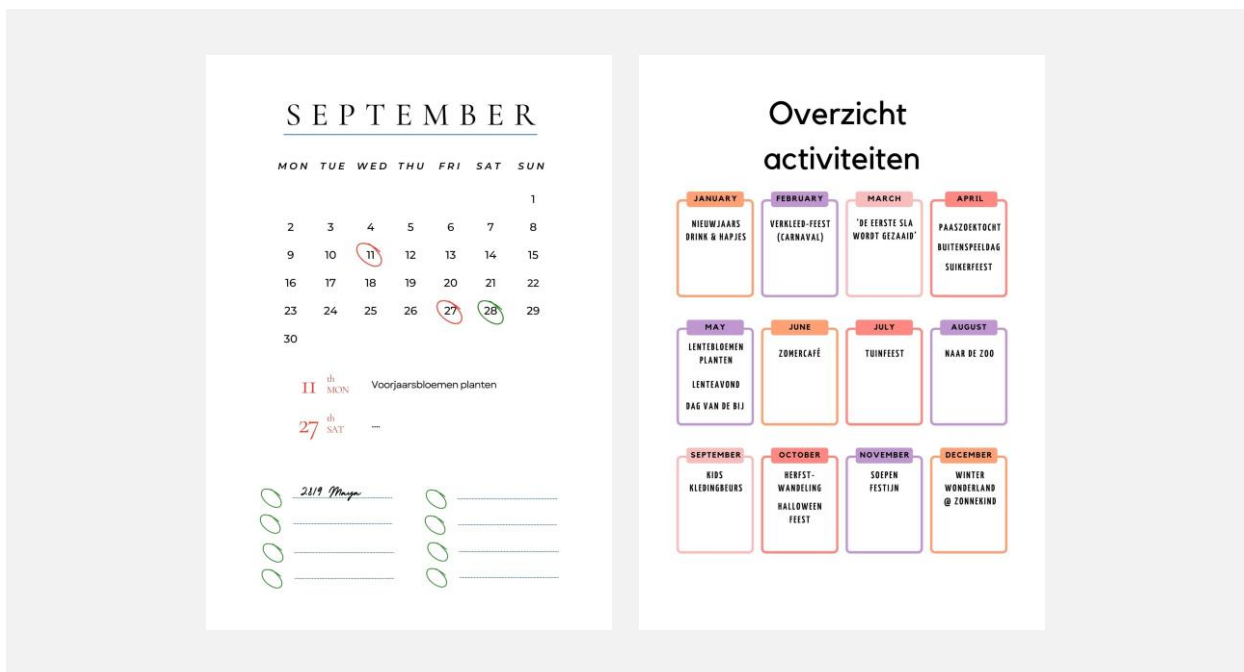 SEPTEMBER
MON TUE WED THU FRI SAT SUN
1
2 3 4 5 6 7 8
9 10 11 12 13 14 15
16 17 18 19 20 21 22
23 24 25 26 27 28 29
30
11 th MON Voorjaarsbloemen planten
27 th SAT ...
28/9 Maya
Overzicht
activiteiten
JANUARY
NIEUWJAARS
DRINK & HAPJES
FEBRUARY
VERKLEED-FEEST
(CARNAVAL)
MARCH
'DE EERSTE SLA
WORDT GEZAAID'
APRIL
PAASZOEKTOCHT
BUITENSPEELDAG
SUIKERFEEST
MAY
LENTEBLOEMEN
PLANTEN
LENTEAVOND
DAG VAN DE BIJ
JUNE
ZOMERCAFÉ
JULY
TUINFEEST
AUGUST
NAAR DE ZOO
SEPTEMBER
KIDS
KLEDINGBEURS
OCTOBER
HERFST-
WANDELING
HALLOWEEN
FEEST
NOVEMBER
SOEPEN
FESTIJN
DECEMBER
WINTER
WONDERLAND
@ ZONNEKIND